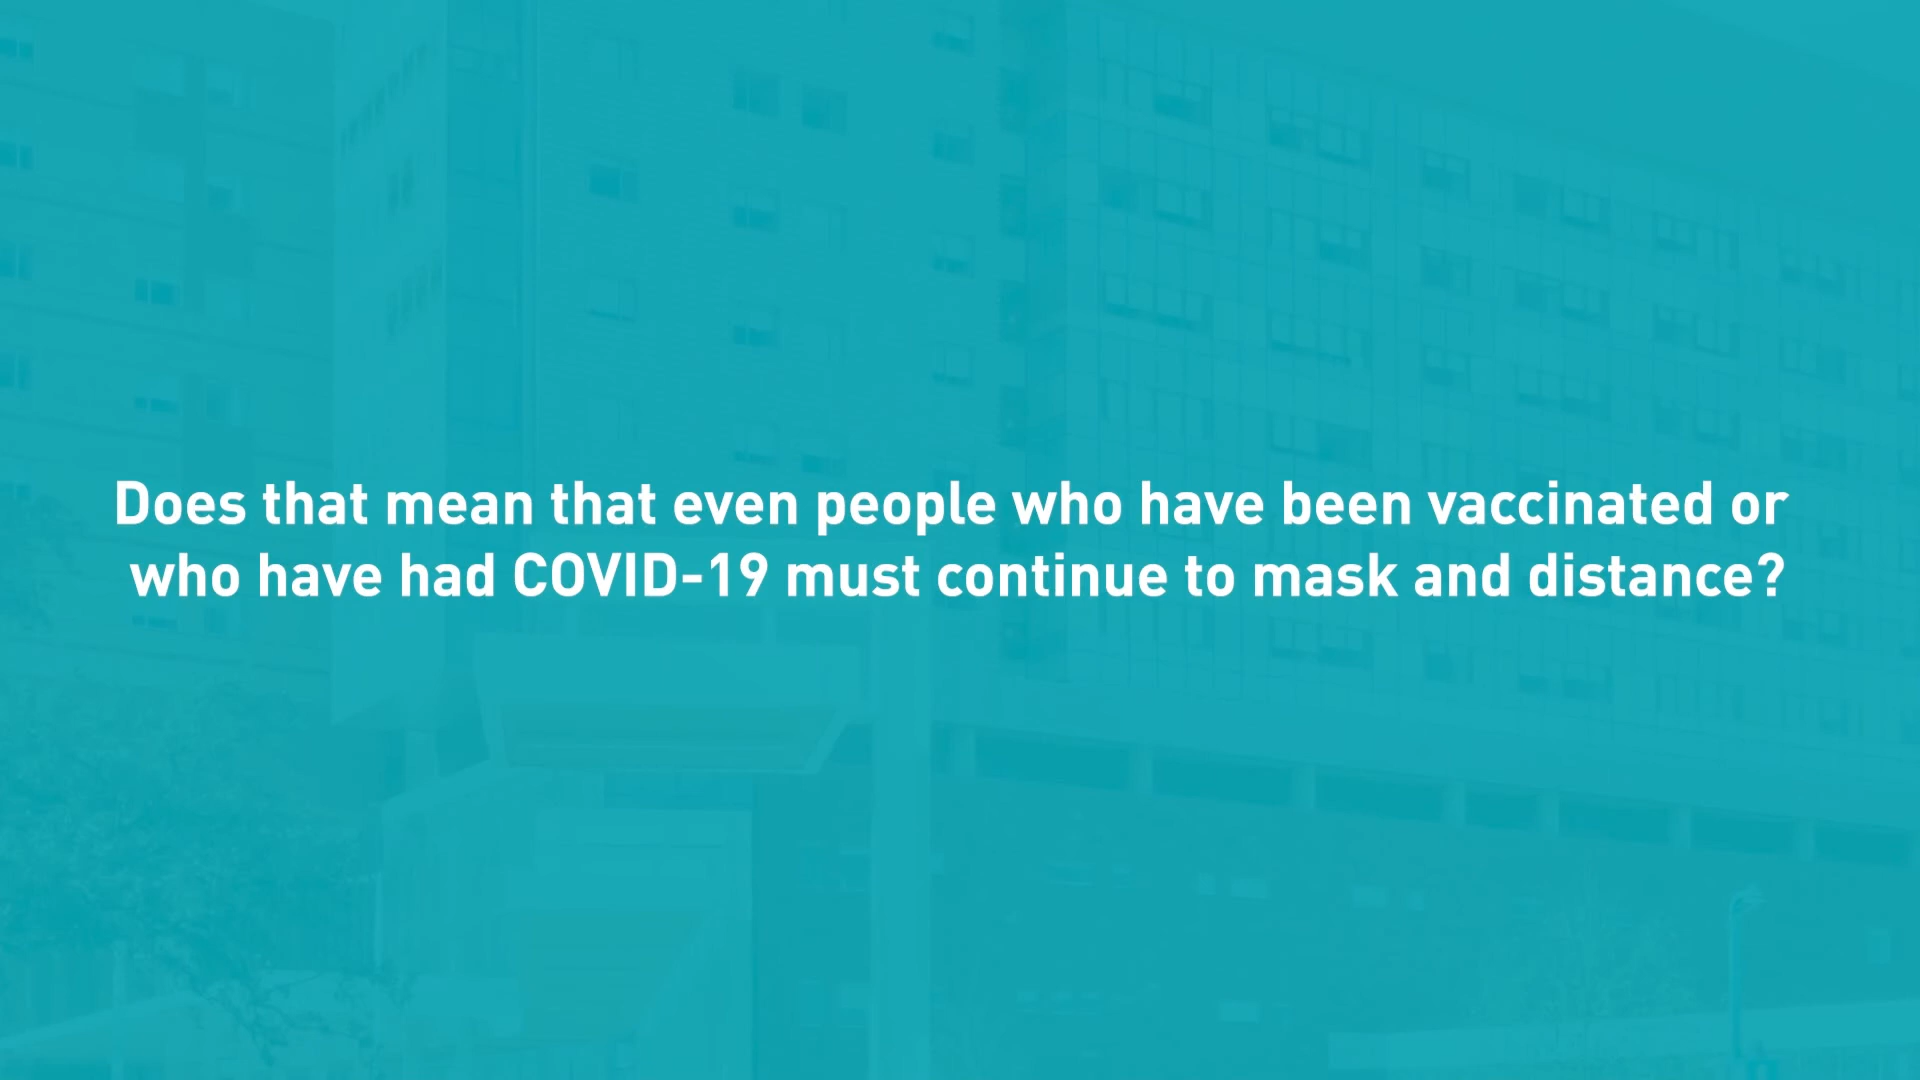 Does that mean that even people who have been vaccinated or
who have had COVID-19 must continue to mask and distance?